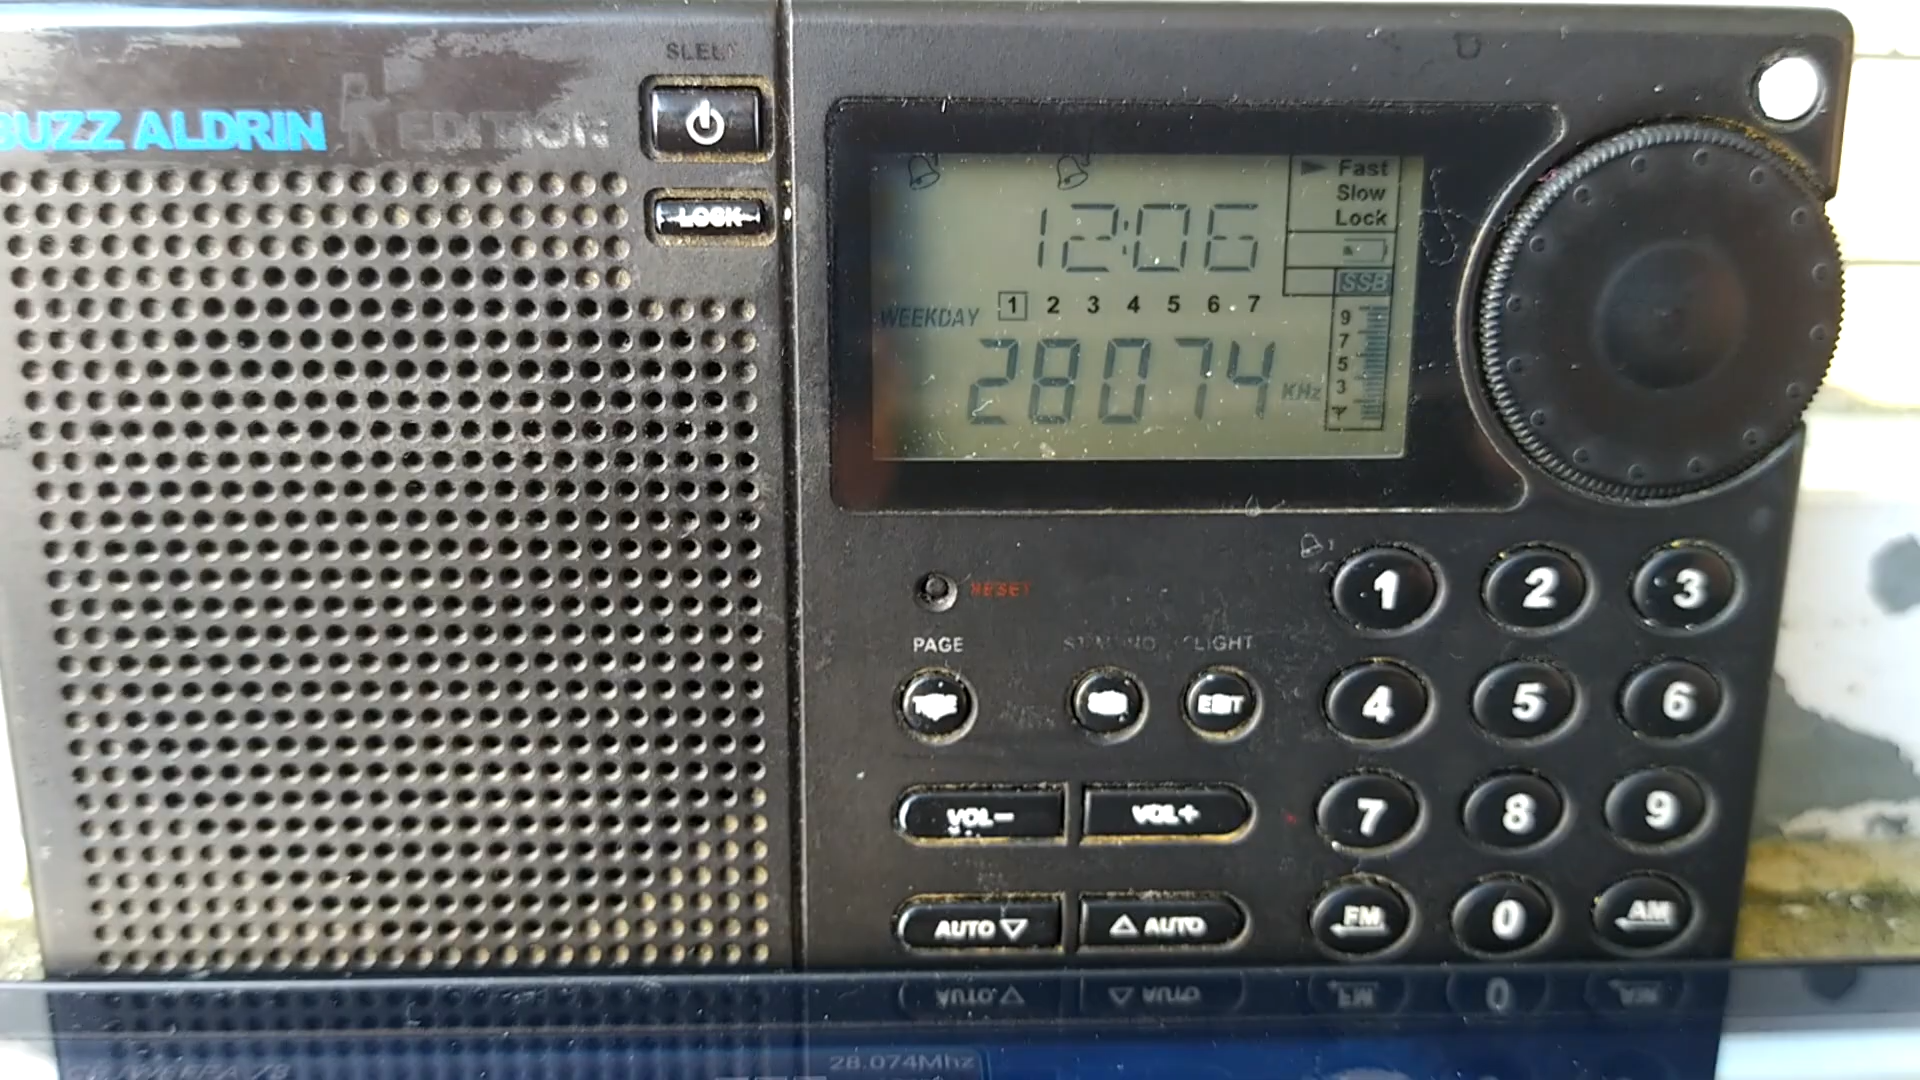 SLEEP
BUZZ ALDRIN EDITION
LOCK
Fast
Slow
Lock
12:06
SSB
WEEKDAY 1 2 3 4 5 6 7
9
7
5
3
28074 KHz
RESET
1 2 3
PAGE LIGHT
EDIT
4 5 6
VOL- VOL+
7 8 9
AUTO AUTO
FM 0 AM
28.074Mhz